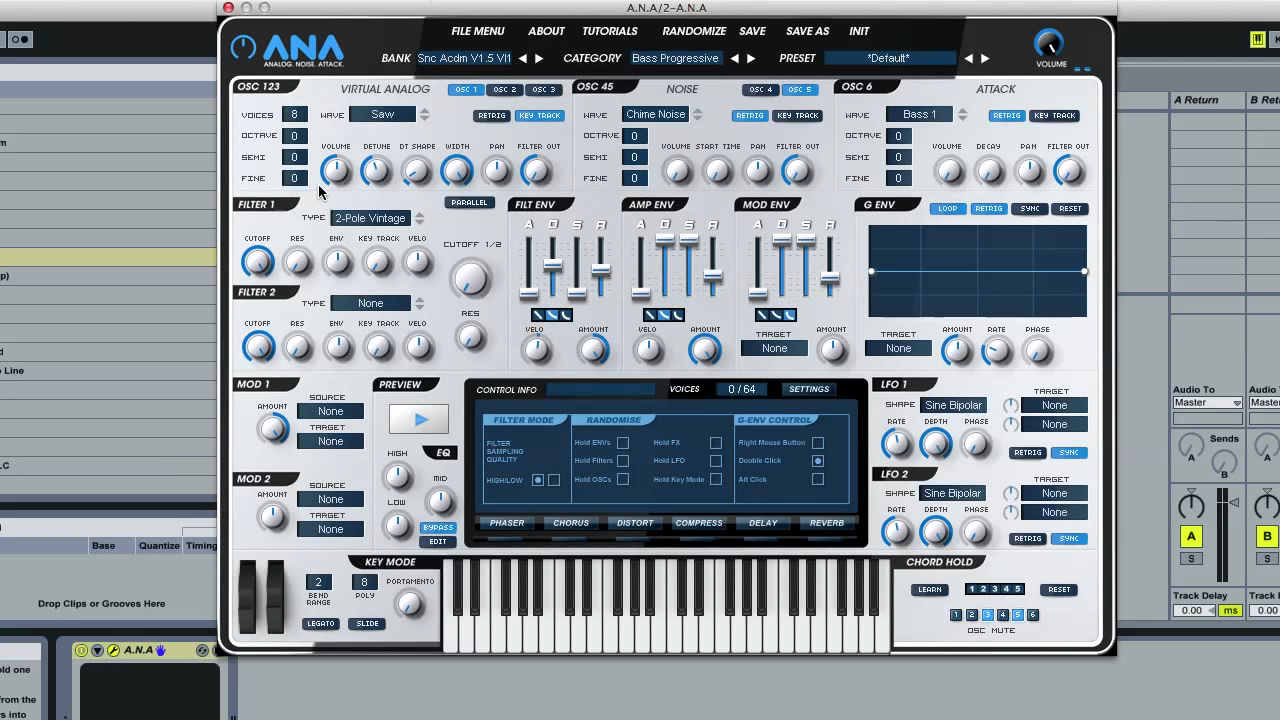 A.N.A/2-A.N.A
FILE MENU ABOUT TUTORIALS RANDOMIZE SAVE SAVE AS INIT
ANA
ANALOG. NOISE. ATTACK.
BANK Snc Acdm V1.5 Vl1 CATEGORY Bass Progressive PRESET *Default*
VOLUME
OSC 123 VIRTUAL ANALOG OSC 1 OSC 2 OSC 3
VOICES 8 WAVE Saw RETRIG KEY TRACK
OCTAVE 0
SEMI 0
FINE 0
VOLUME DETUNE DT SHAPE WIDTH PAN FILTER OUT
OSC 45 NOISE OSC 4 OSC 5
WAVE Chime Noise RETRIG KEY TRACK
OCTAVE 0
SEMI 0
FINE 0
VOLUME START TIME PAN FILTER OUT
OSC 6 ATTACK
WAVE Bass 1 RETRIG KEY TRACK
OCTAVE 0
SEMI 0
FINE 0
VOLUME DECAY PAN FILTER OUT
FILTER 1 PARALLEL
TYPE 2-Pole Vintage
CUTOFF RES ENV KEY TRACK VELO
CUTOFF 1/2
FILTER 2
TYPE None
CUTOFF RES ENV KEY TRACK VELO
RES
FILT ENV
A D S R
VELO AMOUNT
AMP ENV
A D S R
VELO AMOUNT
MOD ENV
A D S R
TARGET AMOUNT
None
G ENV LOOP RETRIG SYNC RESET
TARGET AMOUNT RATE PHASE
None
MOD 1
AMOUNT SOURCE
None
TARGET
None
MOD 2
AMOUNT SOURCE
None
TARGET
None
PREVIEW
HIGH EQ
MID
LOW
BYPASS
EDIT
CONTROL INFO VOICES 0 / 64 SETTINGS
FILTER MODE RANDOMISE G-ENV CONTROL
FILTER
SAMPLING
QUALITY
HIGH/LOW
Hold ENVs Hold FX
Hold Filters Hold LFO
Hold OSCs Hold Key Mode
Right Mouse Button
Double Click
Alt Click
PHASER CHORUS DISTORT COMPRESS DELAY REVERB
LFO 1 TARGET
SHAPE Sine Bipolar None
RATE DEPTH PHASE None
RETRIG SYNC
LFO 2 TARGET
SHAPE Sine Bipolar None
RATE DEPTH PHASE None
RETRIG SYNC
KEY MODE
2 8 PORTAMENTO
BEND
RANGE
POLY
LEGATO SLIDE
CHORD HOLD
LEARN 1 2 3 4 5 RESET
1 2 3 4 5 6
OSC MUTE
e Line
LC
Base Quantize Timing
Drop Clips or Grooves Here
A.N.A
old one
from the
rs into
A Return B Re
Audio To
Master
Sends
A
B
A
S
B
S
Track Delay
0.00 ms 0.00